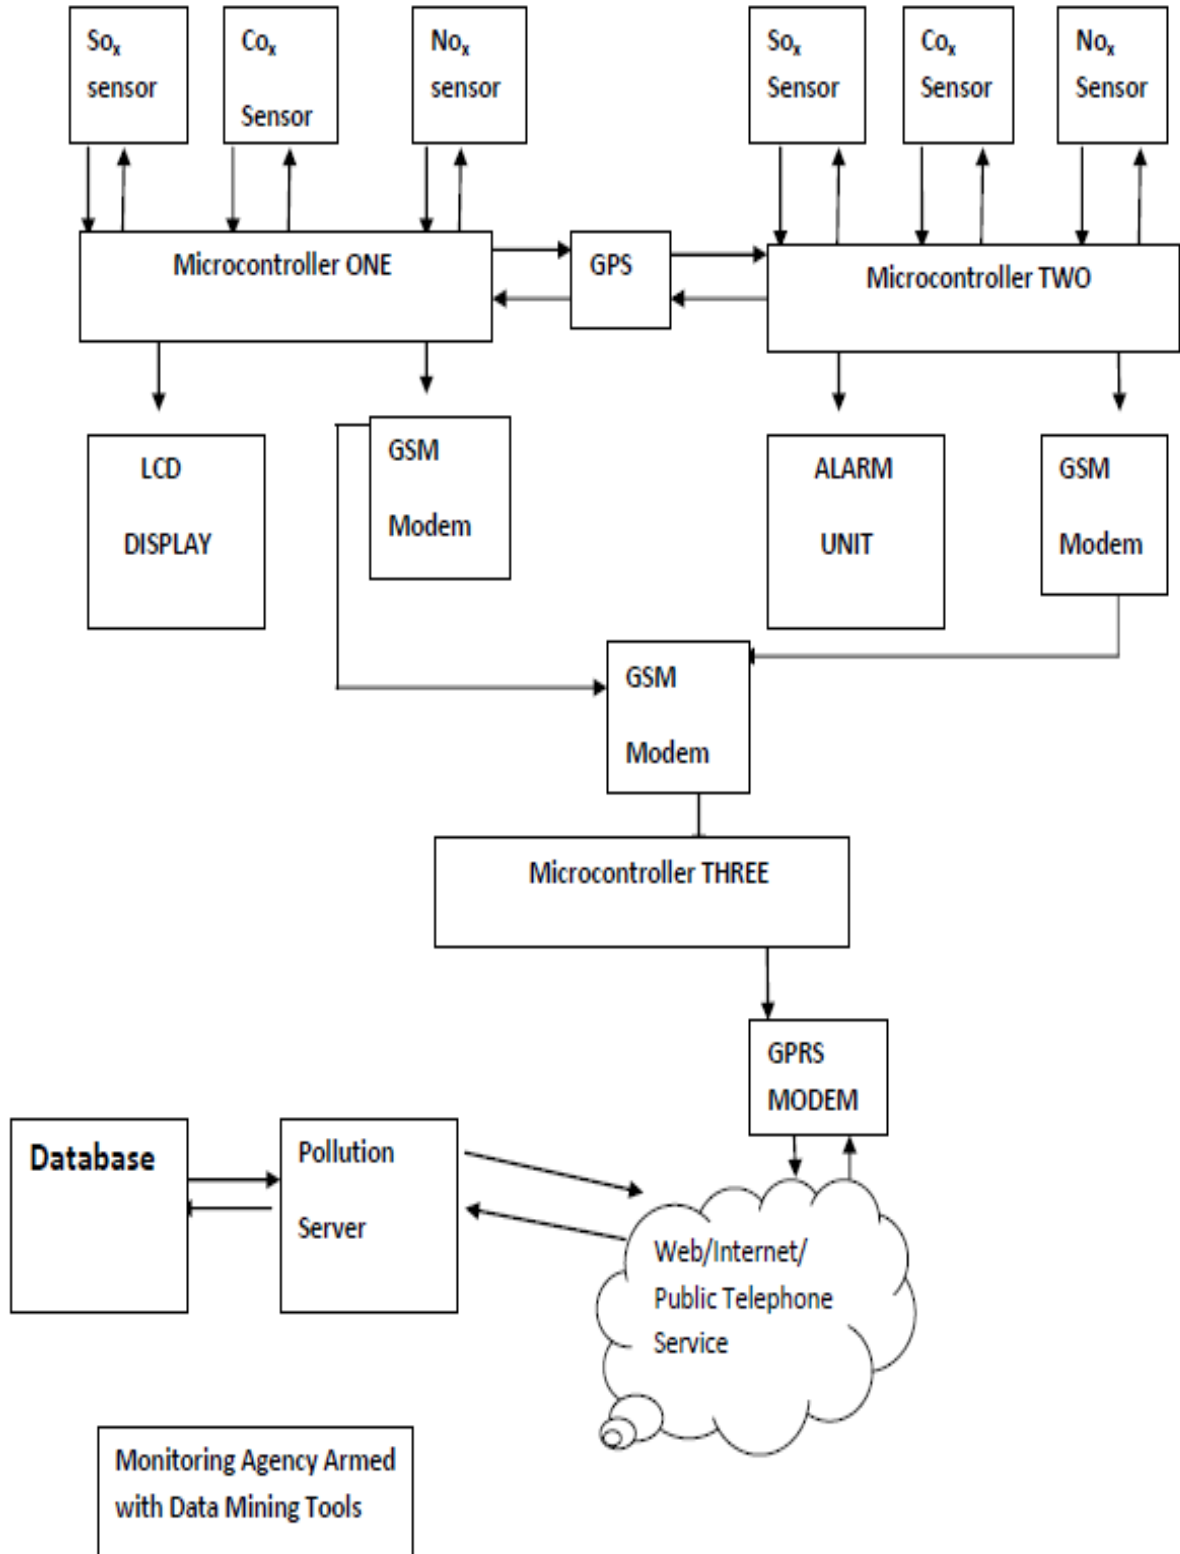 Soₓ
sensor
Coₓ
Sensor
Noₓ
sensor
Soₓ
Sensor
Coₓ
Sensor
Noₓ
Sensor
Microcontroller ONE
GPS
Microcontroller TWO
LCD
DISPLAY
GSM
Modem
ALARM
UNIT
GSM
Modem
GSM
Modem
Microcontroller THREE
GPRS
MODEM
Database
Pollution
Server
Web/Internet/
Public Telephone
Service
Monitoring Agency Armed
with Data Mining Tools